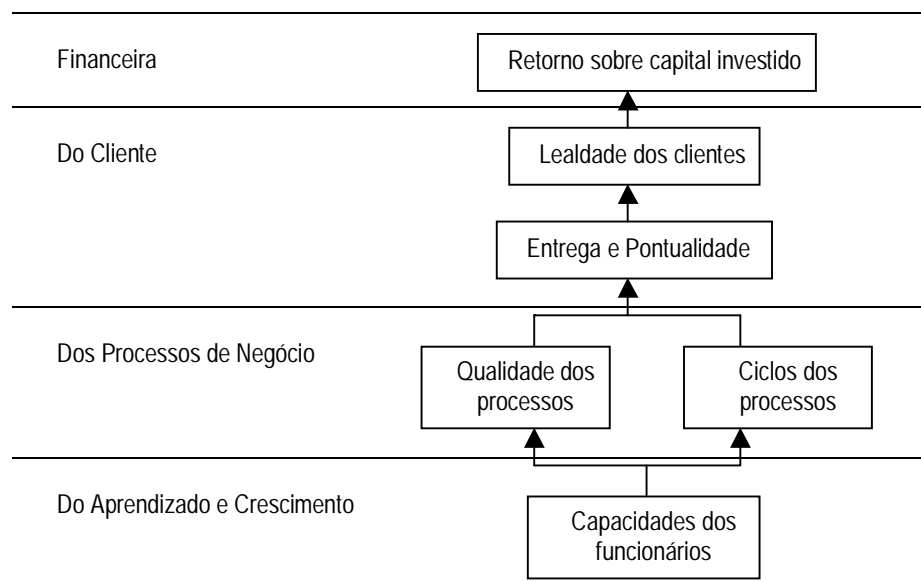 Financeira
Retorno sobre capital investido
Do Cliente
Lealdade dos clientes
Entrega e Pontualidade
Dos Processos de Negócio
Qualidade dos
processos
Ciclos dos
processos
Do Aprendizado e Crescimento
Capacidades dos
funcionários